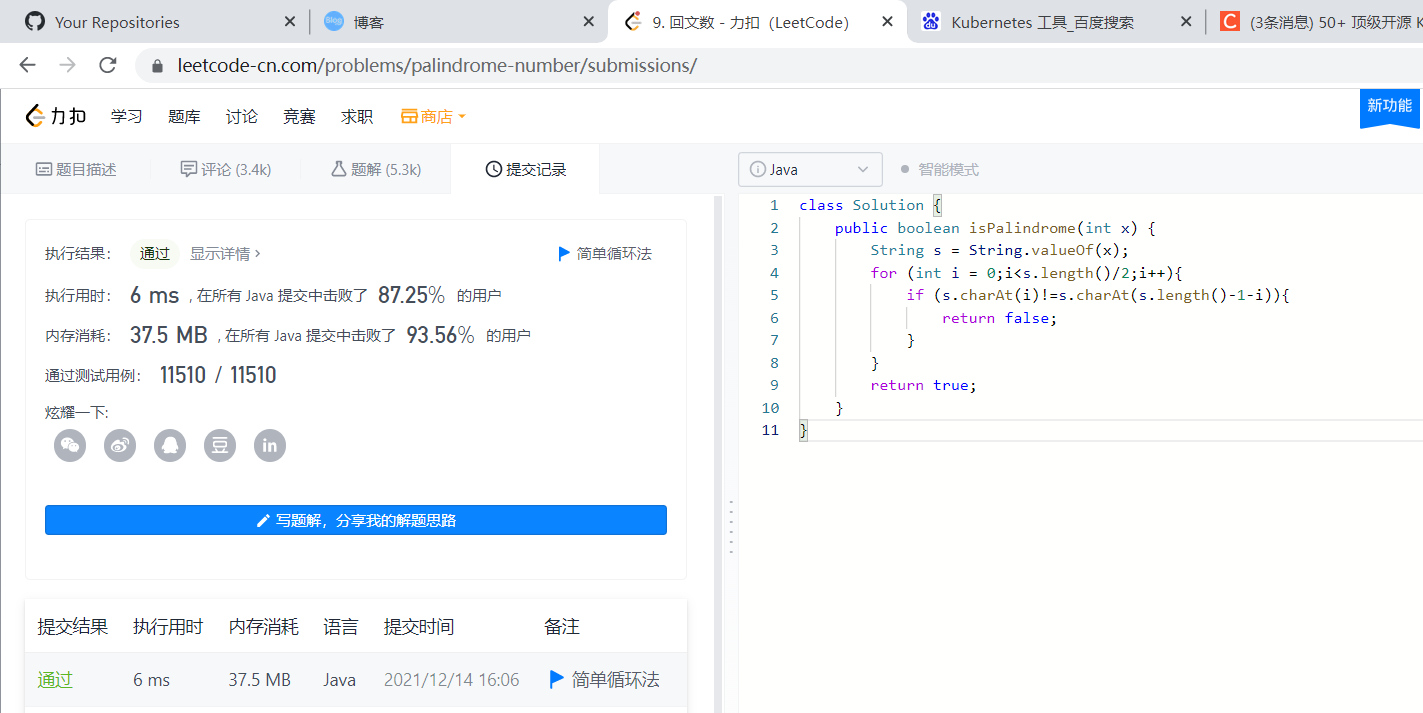 Your Repositories
Blog 博客
9. 回文数 - 力扣（LeetCode）
Kubernetes 工具_百度搜索
C (3条消息) 50+ 顶级开源 K
leetcode-cn.com/problems/palindrome-number/submissions/
力扣 学习 题库 讨论 竞赛 求职 商店
新功能
题目描述 评论 (3.4k) 题解 (5.3k) 提交记录
Java 智能模式
执行结果： 通过 显示详情 › 简单循环法
执行用时： 6 ms , 在所有 Java 提交中击败了 87.25% 的用户
内存消耗： 37.5 MB , 在所有 Java 提交中击败了 93.56% 的用户
通过测试用例： 11510 / 11510
炫耀一下:
豆 in
写题解，分享我的解题思路
提交结果 执行用时 内存消耗 语言 提交时间 备注
通过 6 ms 37.5 MB Java 2021/12/14 16:06 简单循环法
1 class Solution {
2 public boolean isPalindrome(int x) {
3 String s = String.valueOf(x);
4 for (int i = 0;i<s.length()/2;i++){
5 if (s.charAt(i)!=s.charAt(s.length()-1-i)){
6 return false;
7 }
8 }
9 return true;
10 }
11 }